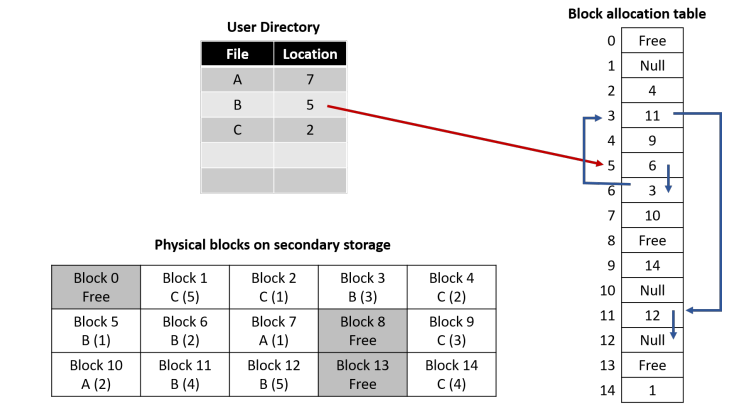 User Directory
File Location
A 7
B 5
C 2
Block allocation table
0 Free
1 Null
2 4
3 11
4 9
5 6
6 3
7 10
8 Free
9 14
10 Null
11 12
12 Null
13 Free
14 1
Physical blocks on secondary storage
Block 0 Block 1 Block 2 Block 3 Block 4
Free C (5) C (1) B (3) C (2)
Block 5 Block 6 Block 7 Block 8 Block 9
B (1) B (2) A (1) Free C (3)
Block 10 Block 11 Block 12 Block 13 Block 14
A (2) B (4) B (5) Free C (4)